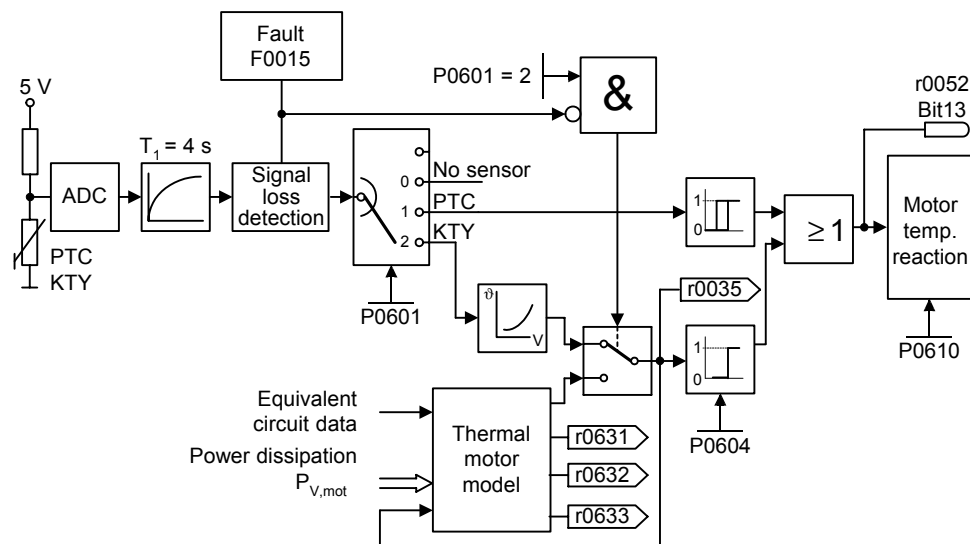 Fault
F0015
P0601 = 2
&
r0052
Bit13
5 V
T1 = 4 s
ADC
Signal
loss
detection
No sensor
0
PTC
1
KTY
2
PTC
KTY
P0601
1
0
≥ 1
Motor
temp.
reaction
P0610
r0035
ϑ
V
1
0
P0604
Equivalent
circuit data
Power dissipation
PV,mot
Thermal
motor
model
r0631
r0632
r0633